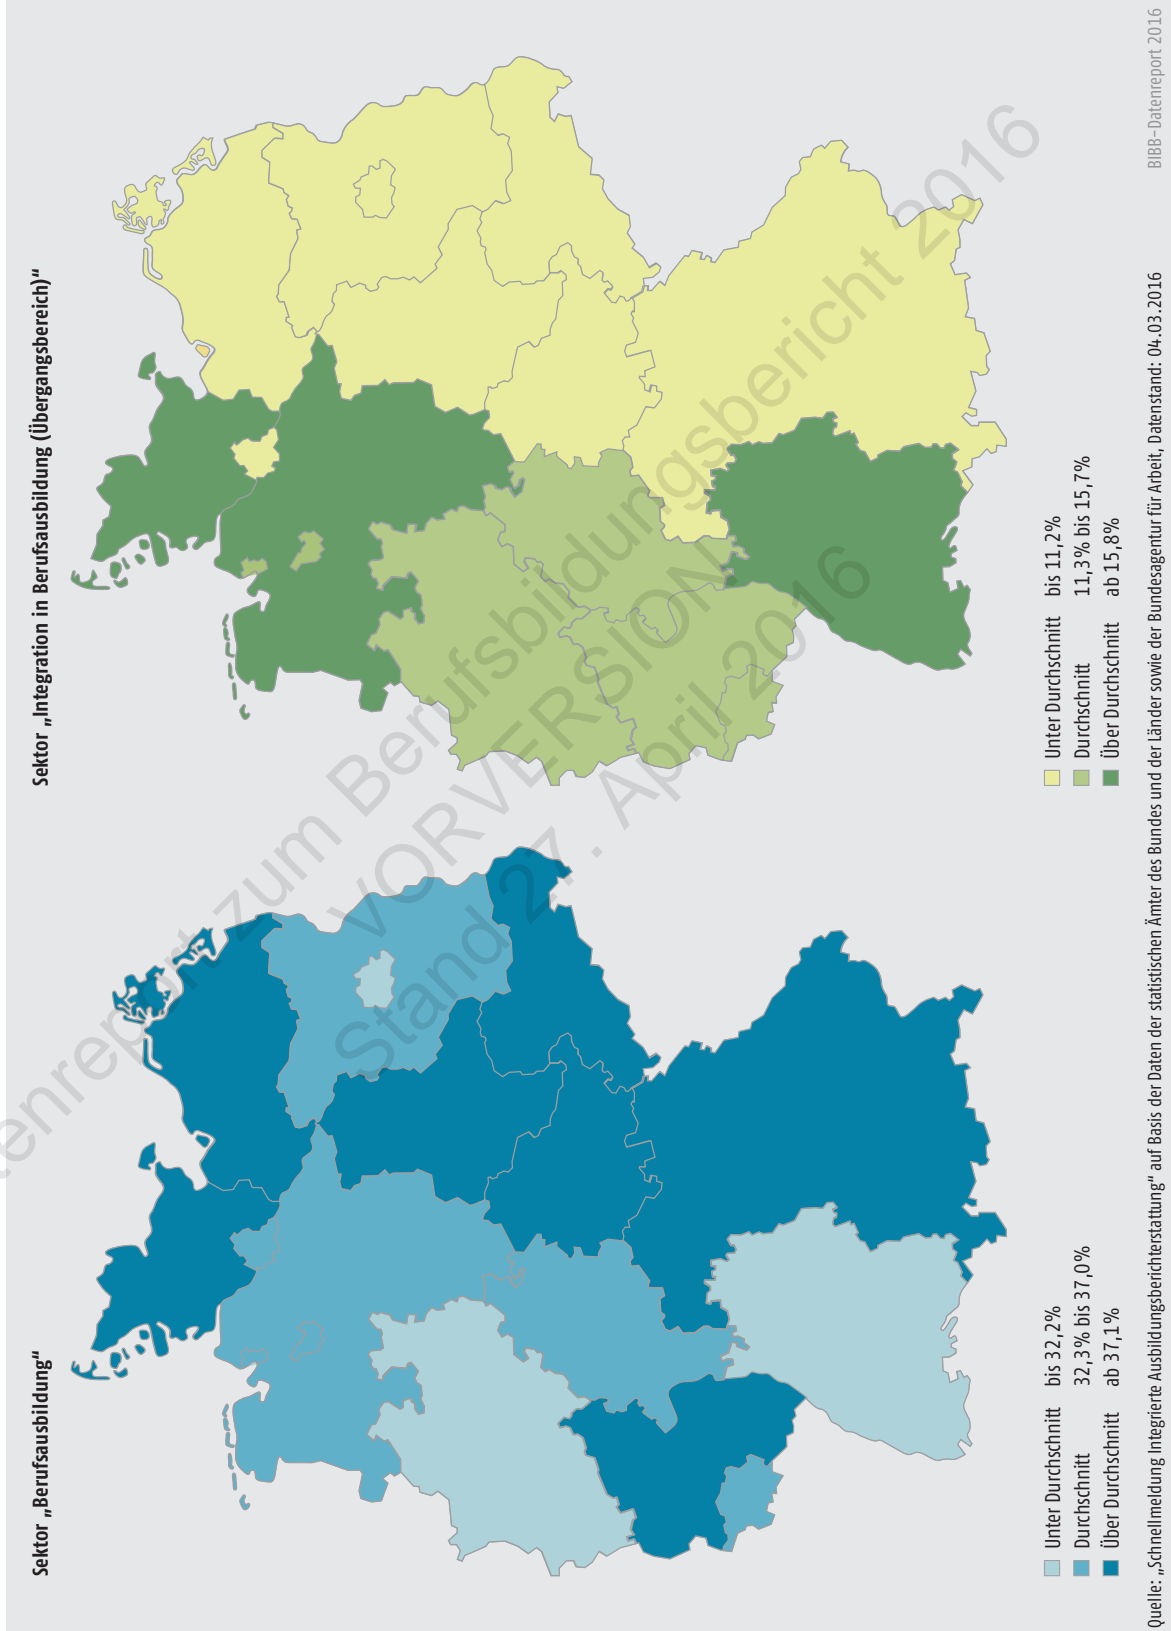 Sektor „Berufsausbildung“
Unter Durchschnitt bis 32,2%
Durchschnitt 32,3% bis 37,0%
Über Durchschnitt ab 37,1%
Sektor „Integration in Berufsausbildung (Übergangsbereich)“
Unter Durchschnitt bis 11,2%
Durchschnitt 11,3% bis 15,7%
Über Durchschnitt ab 15,8%
Quelle: „Schnellmeldung Integrierte Ausbildungsberichterstattung“ auf Basis der Daten der statistischen Ämter des Bundes und der Länder sowie der Bundesagentur für Arbeit, Datenstand: 04.03.2016
BIBB-Datenreport 2016
tenreport zum Berufsbildungsbericht 2016
VORVERSION
Stand 27. April 2016